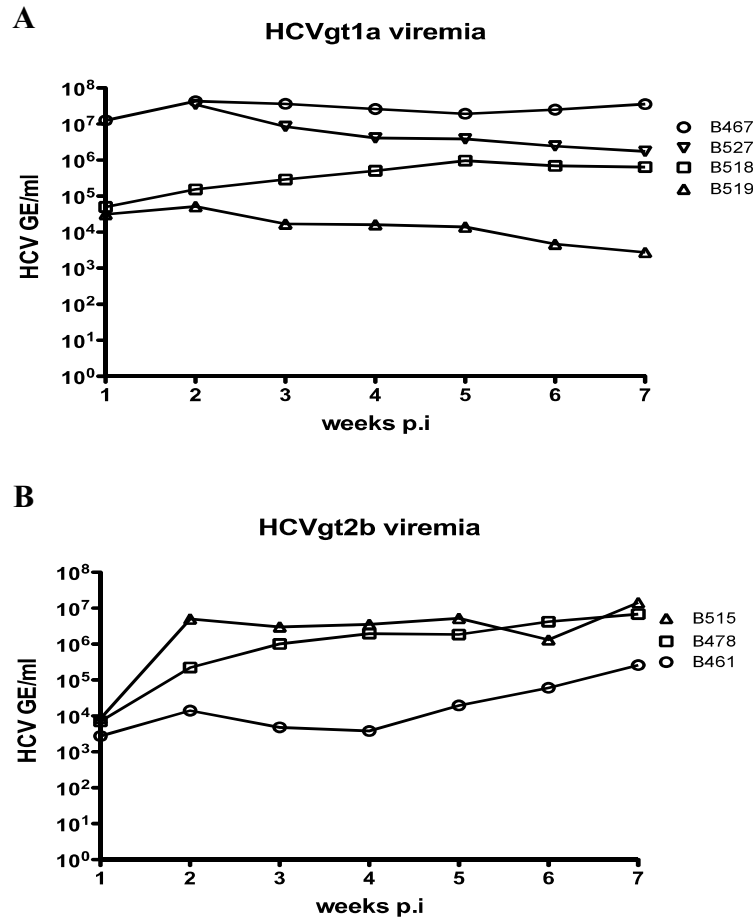 A
HCVgt1a viremia
HCV GE/ml
10⁸
10⁷
10⁶
10⁵
10⁴
10³
10²
10¹
10⁰
1 2 3 4 5 6 7
weeks p.i
B467
B527
B518
B519
B
HCVgt2b viremia
HCV GE/ml
10⁸
10⁷
10⁶
10⁵
10⁴
10³
10²
10¹
10⁰
1 2 3 4 5 6 7
weeks p.i
B515
B478
B461